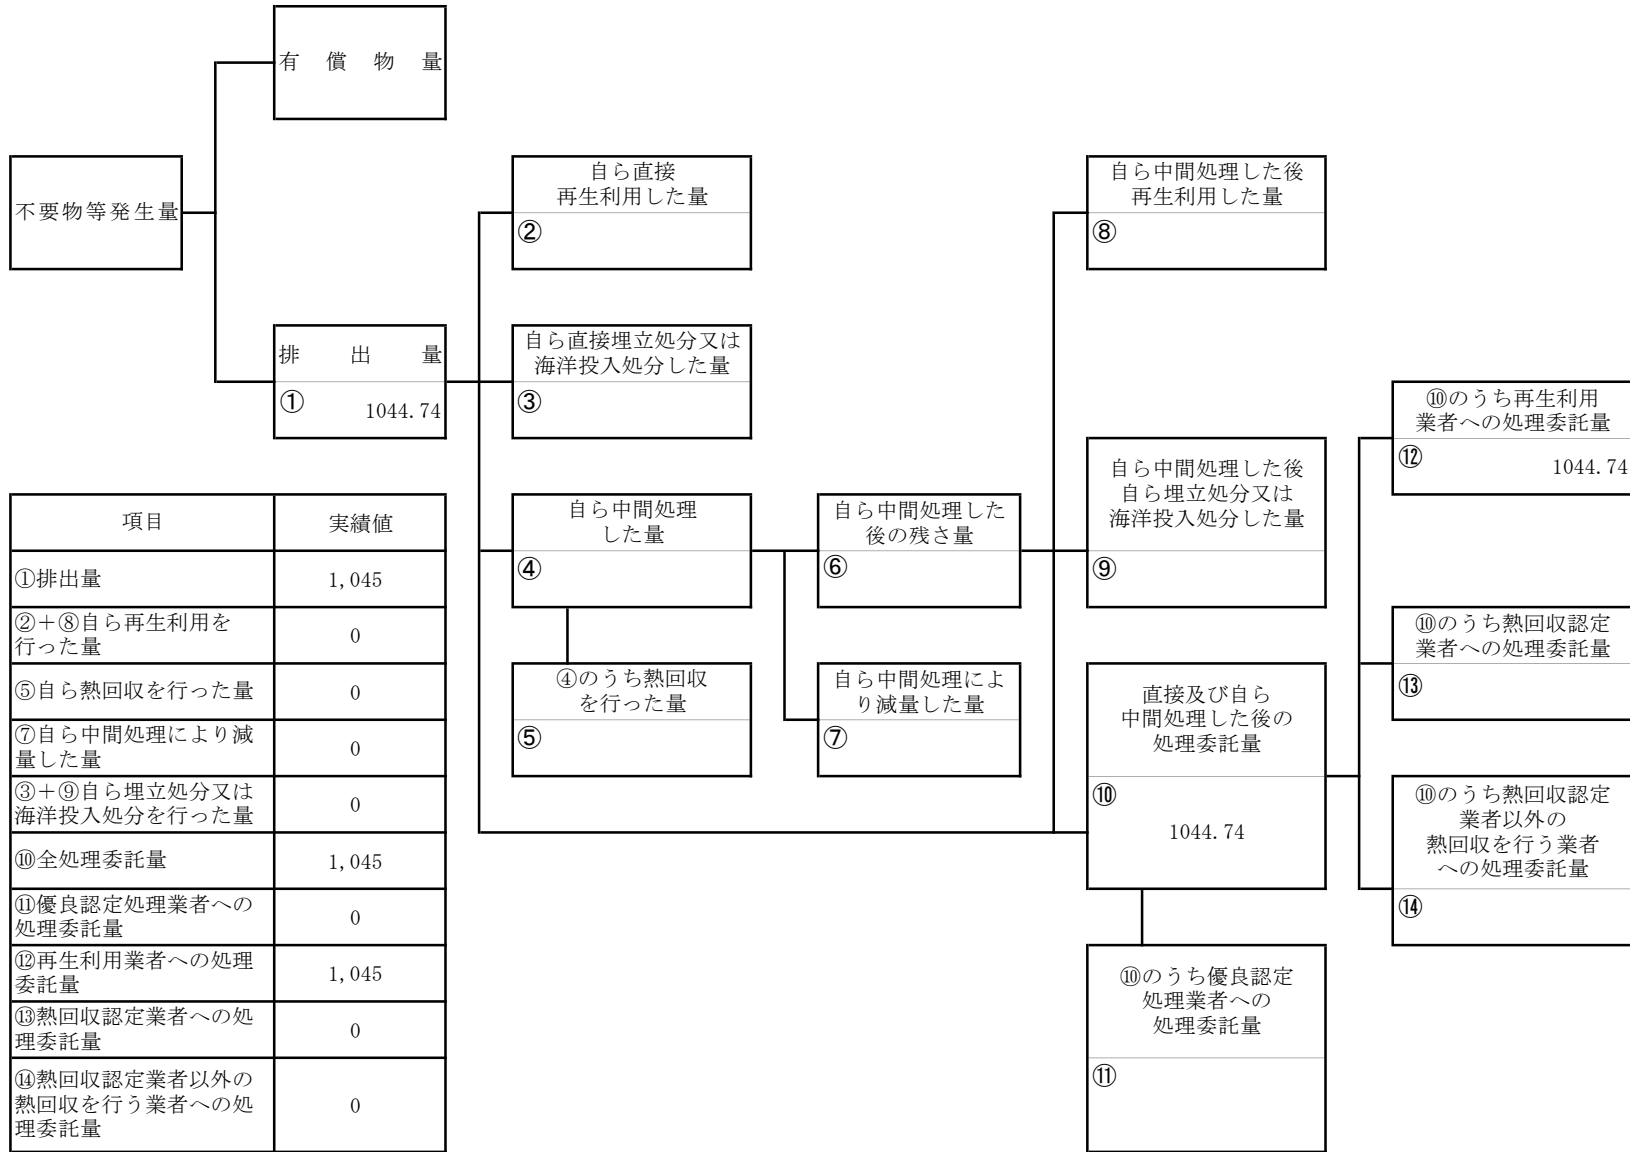 有償物量
不要物等発生量
排出量
① 1044.74
自ら直接
再生利用した量
②
自ら直接埋立処分又は
海洋投入処分した量
③
自ら中間処理
した量
④
④のうち熱回収
を行った量
⑤
自ら中間処理した
後の残さ量
⑥
自ら中間処理によ
り減量した量
⑦
自ら中間処理した後
再生利用した量
⑧
自ら中間処理した後
自ら埋立処分又は
海洋投入処分した量
⑨
直接及び自ら
中間処理した後の
処理委託量
⑩
1044.74
⑩のうち優良認定
処理業者への
処理委託量
⑪
⑩のうち再生利用
業者への処理委託量
⑫ 1044.74
⑩のうち熱回収認定
業者への処理委託量
⑬
⑩のうち熱回収認定
業者以外の
熱回収を行う業者
への処理委託量
⑭
項目 実績値
①排出量 1,045
②+⑧自ら再生利用を
行った量 0
⑤自ら熱回収を行った量 0
⑦自ら中間処理により減
量した量 0
③+⑨自ら埋立処分又は
海洋投入処分を行った量 0
⑩全処理委託量 1,045
⑪優良認定処理業者への
処理委託量 0
⑫再生利用業者への処理
委託量 1,045
⑬熱回収認定業者への処
理委託量 0
⑭熱回収認定業者以外の
熱回収を行う業者への処
理委託量 0